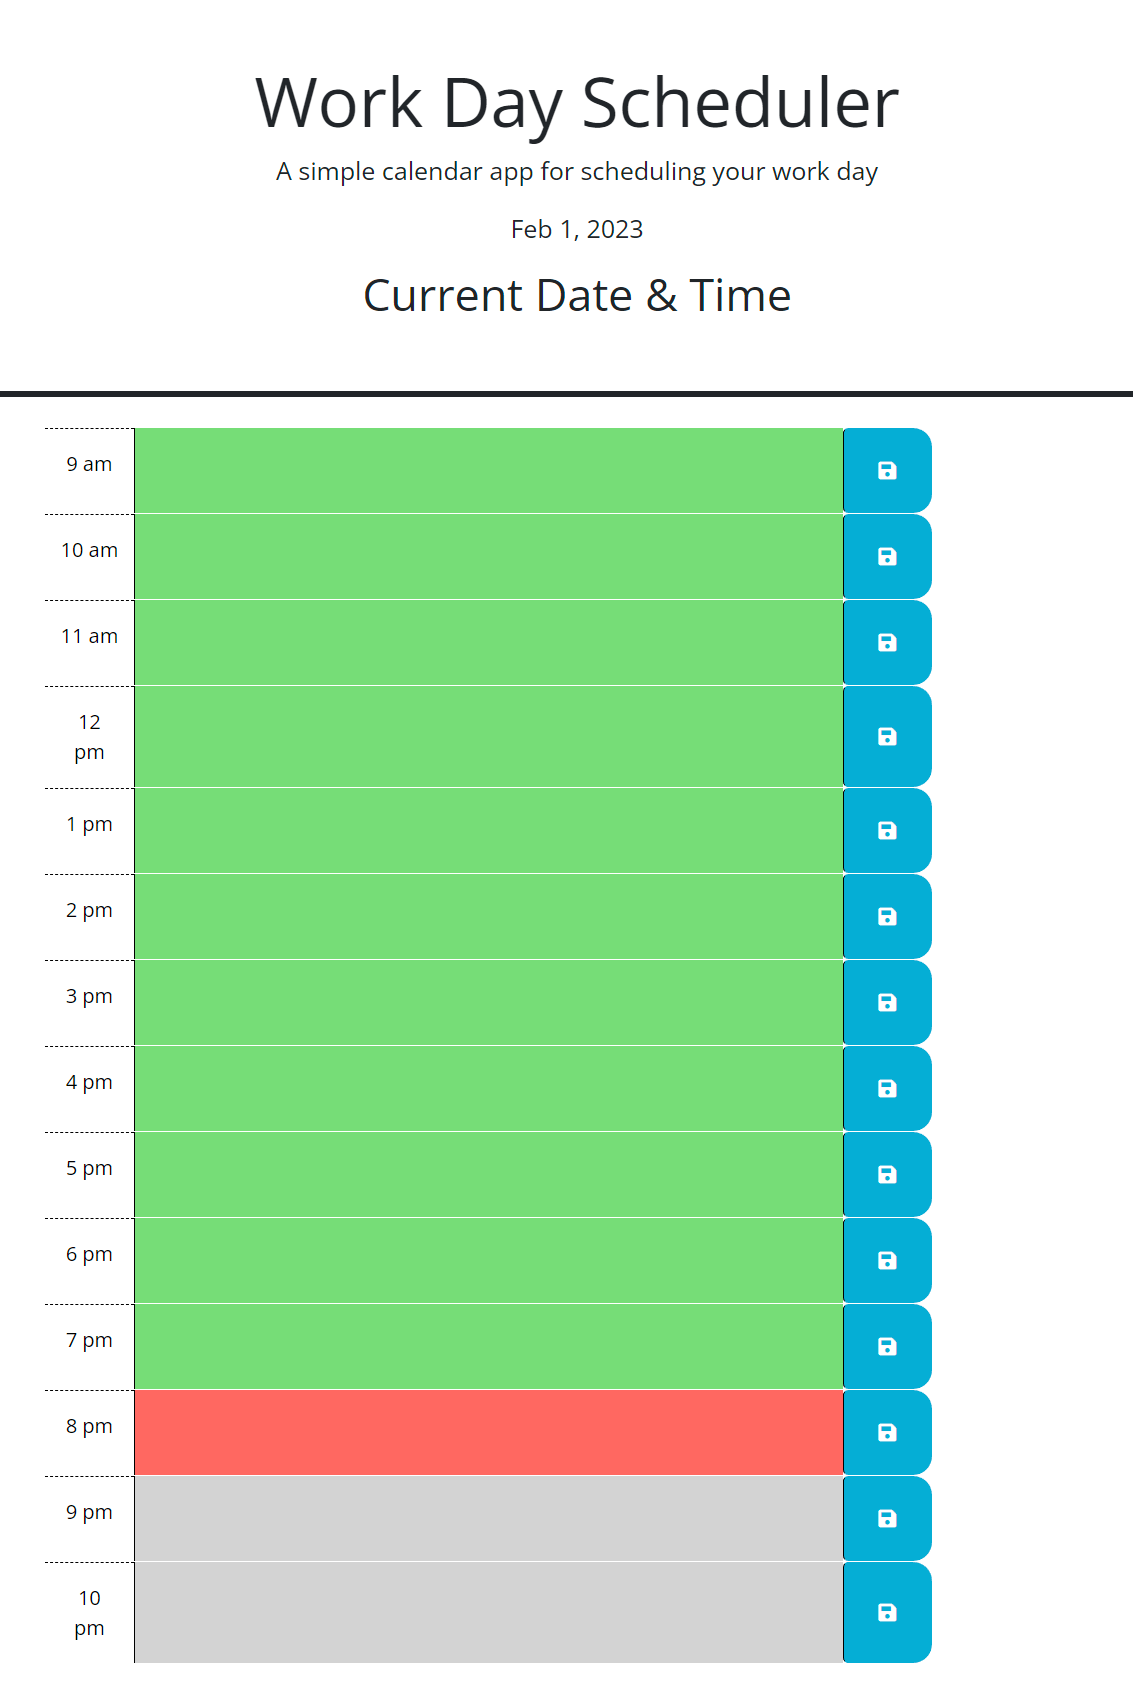 Work Day Scheduler
A simple calendar app for scheduling your work day
Feb 1, 2023
Current Date & Time
9 am
10 am
11 am
12
pm
1 pm
2 pm
3 pm
4 pm
5 pm
6 pm
7 pm
8 pm
9 pm
10
pm